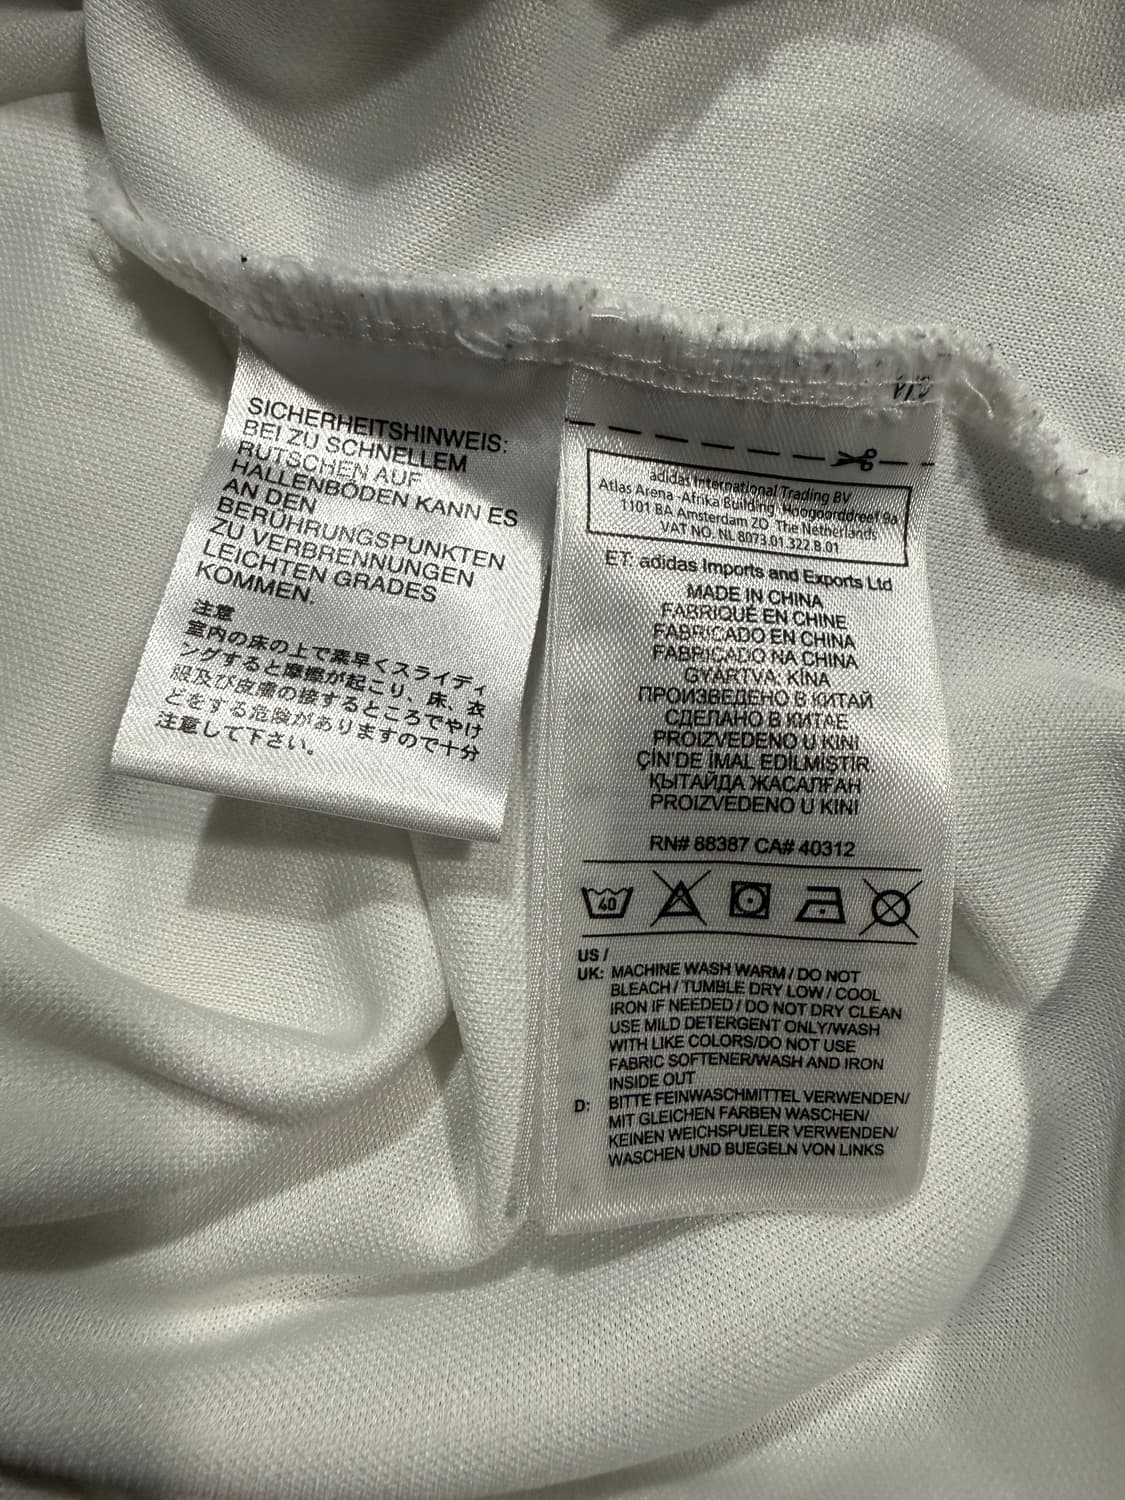 SICHERHEITSHINWEIS:
BEI ZU SCHNELLEM
RUTSCHEN AUF
HALLENBÖDEN KANN ES
AN DEN
BERÜHRUNGSPUNKTEN
ZU VERBRENNUNGEN
LEICHTEN GRADES
KOMMEN.
注意
室内の床の上で素早くスライディ
ングすると摩擦が起こり、床、衣
服及び皮膚の接するところでやけ
どをする危険がありますので十分
注意して下さい。
adidas International Trading BV
Atlas Arena -Afrika Building- Hoogoorddreef 9a
1101 BA Amsterdam ZO The Netherlands
VAT NO. NL 8073.01.322.B.01
ET: adidas Imports and Exports Ltd
MADE IN CHINA
FABRIQUÉ EN CHINE
FABRICADO EN CHINA
FABRICADO NA CHINA
GYÁRTVA: KÍNA
ПРОИЗВЕДЕНО В КИТАЙ
СДЕЛАНО В КИТАЕ
PROIZVEDENO U KINI
ÇİN'DE İMAL EDİLMİŞTİR.
ҚЫТАЙДА ЖАСАЛҒАН
PROIZVEDENO U KINI
RN# 88387 CA# 40312
40
US /
UK: MACHINE WASH WARM / DO NOT
BLEACH / TUMBLE DRY LOW / COOL
IRON IF NEEDED / DO NOT DRY CLEAN
USE MILD DETERGENT ONLY/WASH
WITH LIKE COLORS/DO NOT USE
FABRIC SOFTENER/WASH AND IRON
INSIDE OUT
D: BITTE FEINWASCHMITTEL VERWENDEN/
MIT GLEICHEN FARBEN WASCHEN/
KEINEN WEICHSPUELER VERWENDEN/
WASCHEN UND BUEGELN VON LINKS